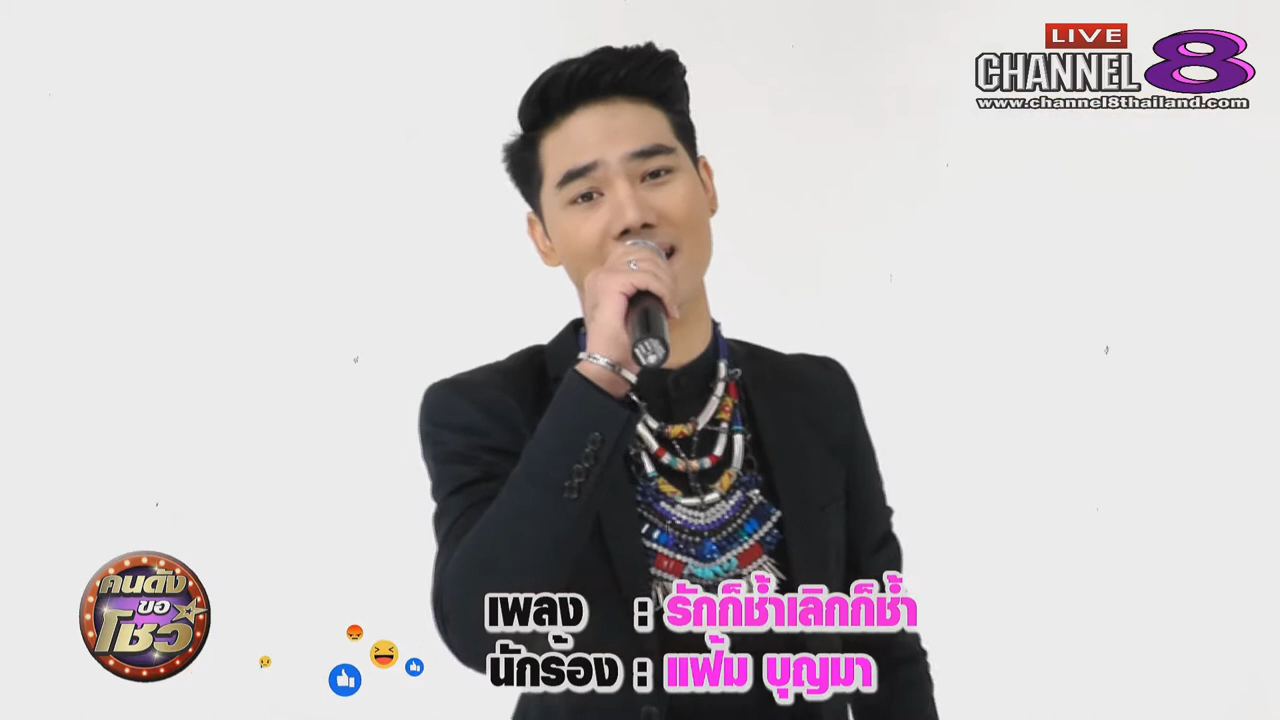 LIVE
CHANNEL 8
www.channel8thailand.com
คนดัง
ขอ
โชว์
เพลง : รักก็ช้ำเลิกก็ช้ำ
นักร้อง : แฟ้ม บุญมา